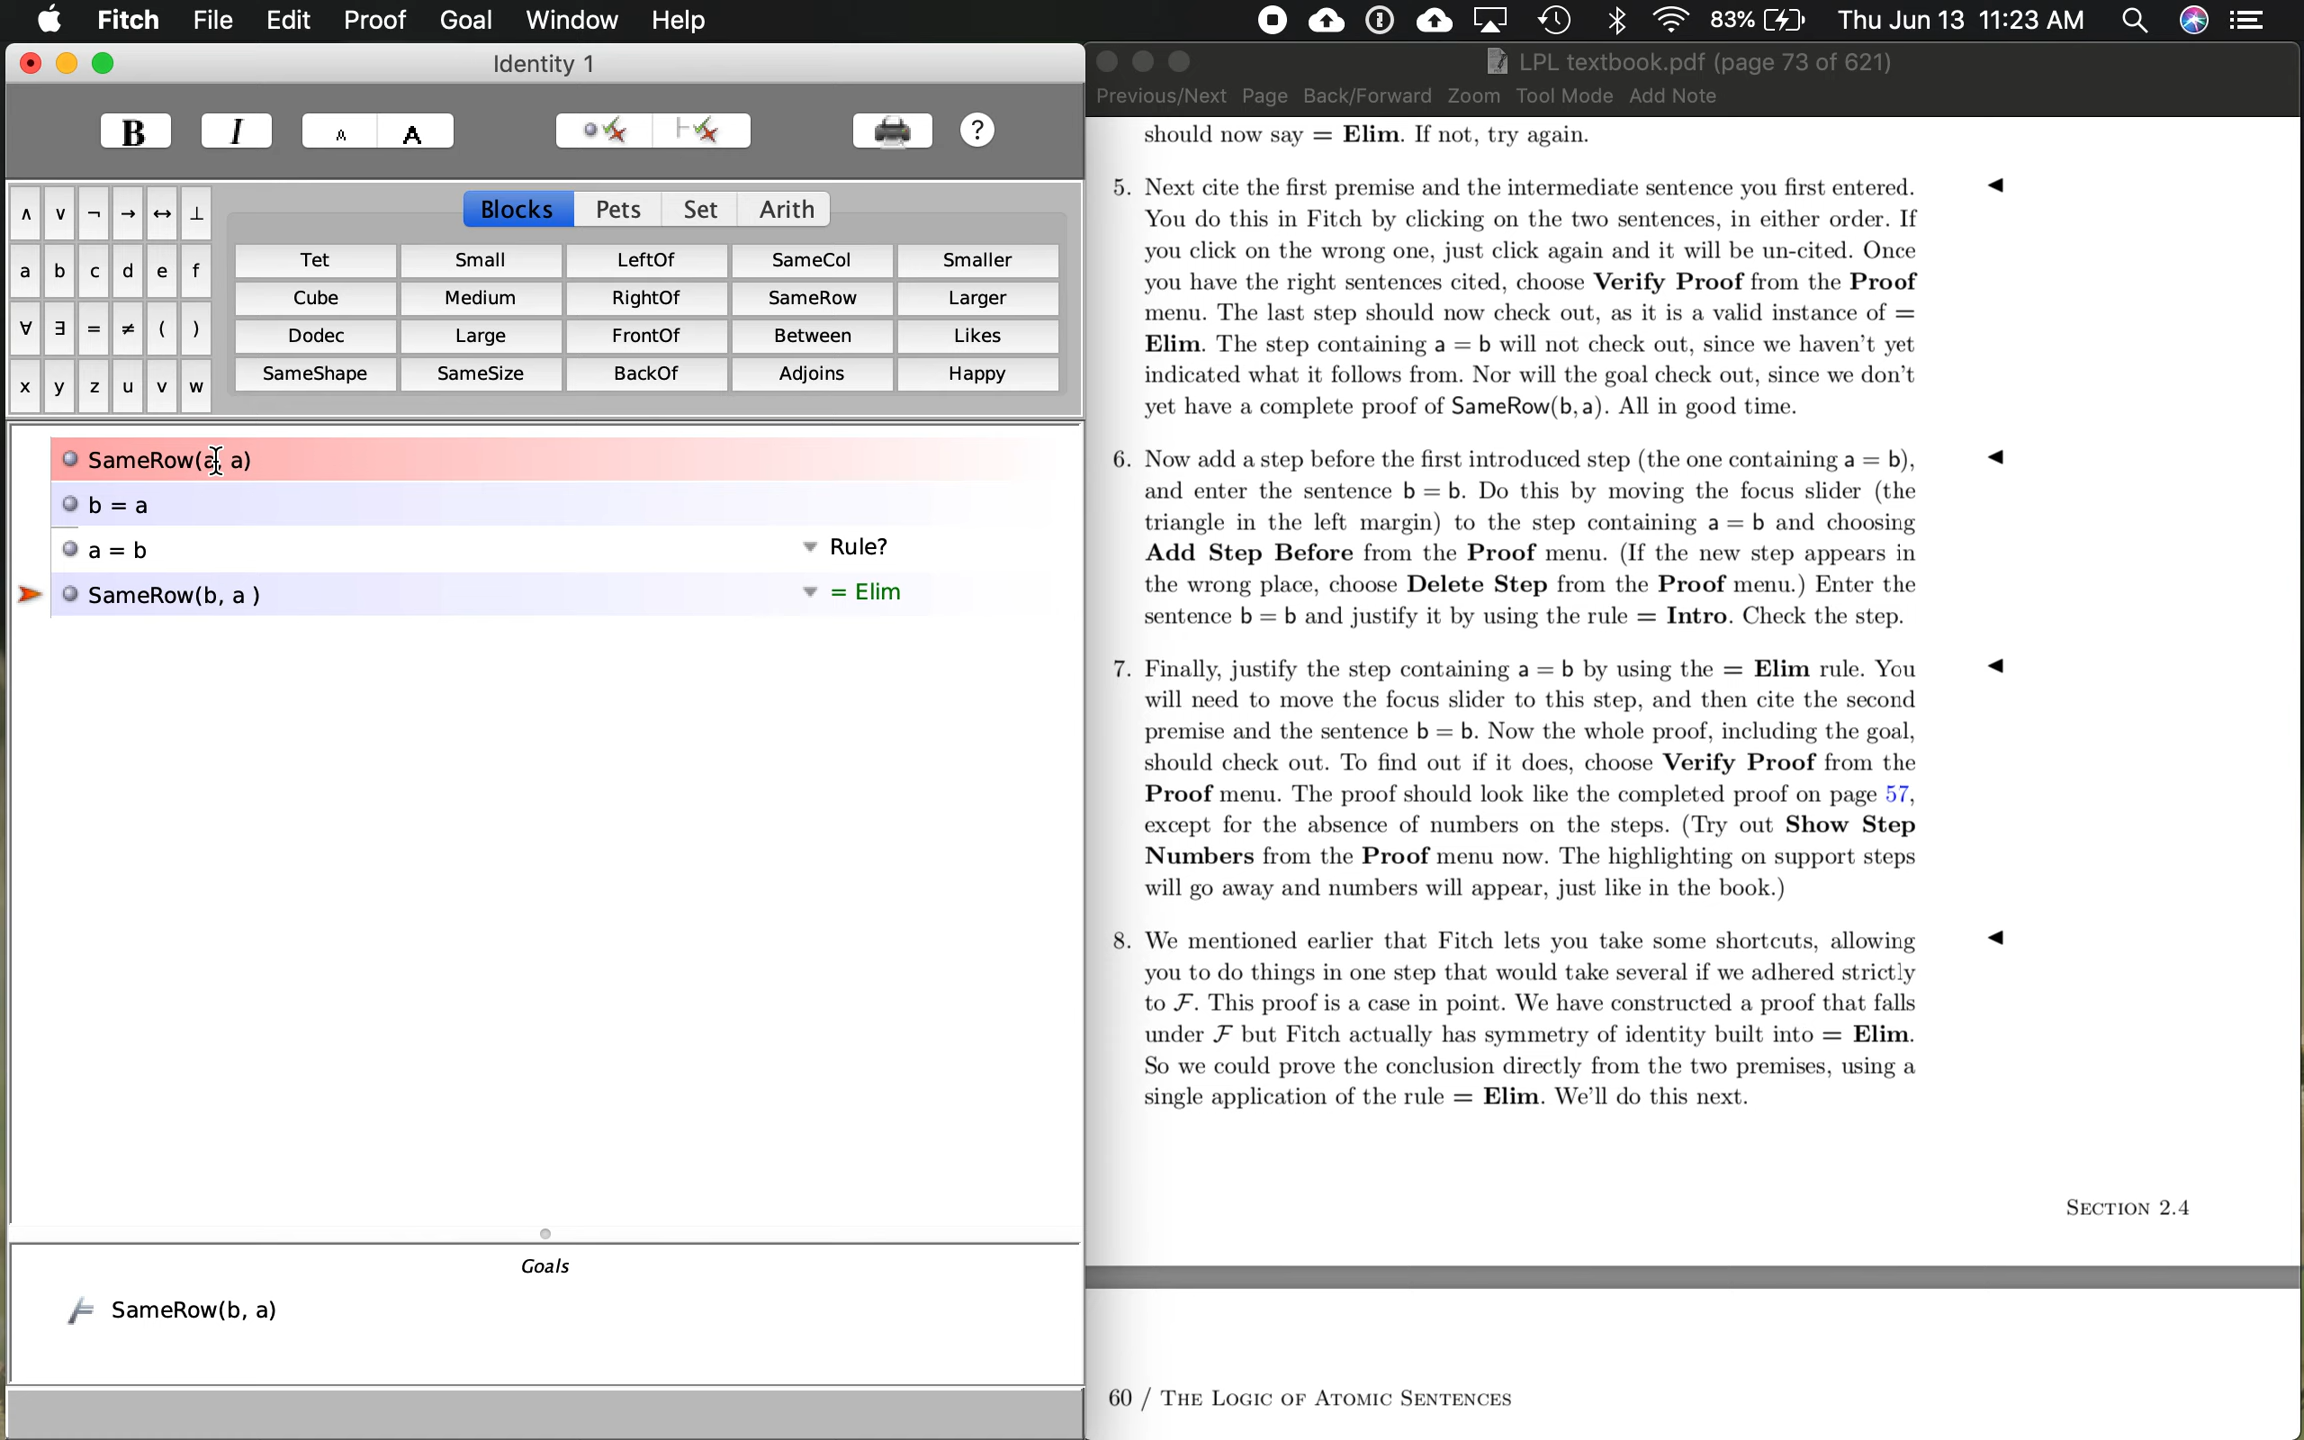 Fitch File Edit Proof Goal Window Help
83% Thu Jun 13 11:23 AM
Identity 1
B I A A ?
∧ ∨ ¬ → ↔ ⊥
a b c d e f
∀ ∃ = ≠ ( )
x y z u v w
Blocks Pets Set Arith
Tet Small LeftOf SameCol Smaller
Cube Medium RightOf SameRow Larger
Dodec Large FrontOf Between Likes
SameShape SameSize BackOf Adjoins Happy
SameRow(a, a)
b = a
a = b Rule?
SameRow(b, a ) = Elim
Goals
SameRow(b, a)
LPL textbook.pdf (page 73 of 621)
Previous/Next Page Back/Forward Zoom Tool Mode Add Note
should now say = Elim. If not, try again.
5. Next cite the first premise and the intermediate sentence you first entered.
You do this in Fitch by clicking on the two sentences, in either order. If
you click on the wrong one, just click again and it will be un-cited. Once
you have the right sentences cited, choose Verify Proof from the Proof
menu. The last step should now check out, as it is a valid instance of =
Elim. The step containing a = b will not check out, since we haven't yet
indicated what it follows from. Nor will the goal check out, since we don't
yet have a complete proof of SameRow(b, a). All in good time.
6. Now add a step before the first introduced step (the one containing a = b),
and enter the sentence b = b. Do this by moving the focus slider (the
triangle in the left margin) to the step containing a = b and choosing
Add Step Before from the Proof menu. (If the new step appears in
the wrong place, choose Delete Step from the Proof menu.) Enter the
sentence b = b and justify it by using the rule = Intro. Check the step.
7. Finally, justify the step containing a = b by using the = Elim rule. You
will need to move the focus slider to this step, and then cite the second
premise and the sentence b = b. Now the whole proof, including the goal,
should check out. To find out if it does, choose Verify Proof from the
Proof menu. The proof should look like the completed proof on page 57,
except for the absence of numbers on the steps. (Try out Show Step
Numbers from the Proof menu now. The highlighting on support steps
will go away and numbers will appear, just like in the book.)
8. We mentioned earlier that Fitch lets you take some shortcuts, allowing
you to do things in one step that would take several if we adhered strictly
to ℱ. This proof is a case in point. We have constructed a proof that falls
under ℱ but Fitch actually has symmetry of identity built into = Elim.
So we could prove the conclusion directly from the two premises, using a
single application of the rule = Elim. We'll do this next.
Section 2.4
60 / The Logic of Atomic Sentences